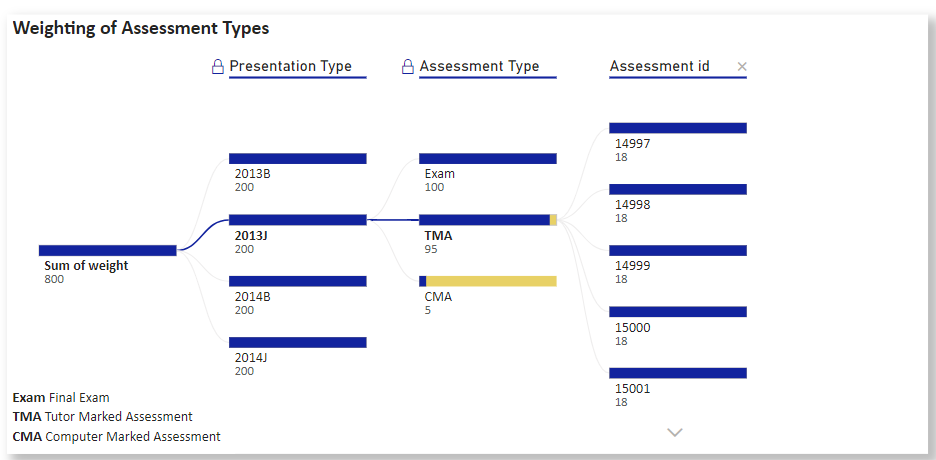 Weighting of Assessment Types
Presentation Type
Assessment Type
Assessment id
Sum of weight
800
2013B
200
2013J
200
2014B
200
2014J
200
Exam
100
TMA
95
CMA
5
14997
18
14998
18
14999
18
15000
18
15001
18
Exam Final Exam
TMA Tutor Marked Assessment
CMA Computer Marked Assessment